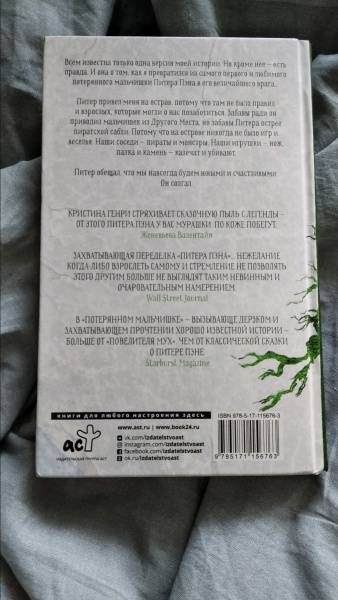 Всем известна только одна версия моей истории. Но кроме нее – есть
правда. И она в том, как я превратился из самого первого и любимого
потерянного мальчишки Питера Пэна в его величайшего врага.
Питер привел меня на остров, потому что там не было правил
и взрослых, которые могли о нас позаботиться. Забавы ради он
приводил мальчишек из Другого Места, но забавы Питера острее
пиратской сабли. Потому что на острове никогда не было игр и
веселья. Наши соседи – пираты и монстры. Наши игрушки – нож,
палка и камень – калечат и убивают.
Питер обещал, что мы навсегда будем юными и счастливыми
Он солгал.
КРИСТИНА ГЕНРИ СТРЯХИВАЕТ СКАЗОЧНУЮ ПЫЛЬ С ЛЕГЕНДЫ –
ОТ ЭТОГО ПИТЕРА ПЭНА У ВАС МУРАШКИ ПО КОЖЕ ПОБЕГУТ.
Женевьева Валентайн
ЗАХВАТЫВАЮЩАЯ ПЕРЕДЕЛКА «ПИТЕРА ПЭНА»... НЕЖЕЛАНИЕ
КОГДА-ЛИБО ВЗРОСЛЕТЬ САМОМУ И СТРЕМЛЕНИЕ НЕ ПОЗВОЛЯТЬ
ЭТОГО ДРУГИМ БОЛЬШЕ НЕ ВЫГЛЯДЯТ ТАКИМ НЕВИННЫМ И
ОЧАРОВАТЕЛЬНЫМ НАМЕРЕНИЕМ.
Wall Street Journal
В «ПОТЕРЯННОМ МАЛЬЧИШКЕ» – ВЫЗЫВАЮЩЕ ДЕРЗКОМ И
ЗАХВАТЫВАЮЩЕМ ПРОЧТЕНИИ ХОРОШО ИЗВЕСТНОЙ ИСТОРИИ –
БОЛЬШЕ ОТ «ПОВЕЛИТЕЛЯ МУХ», ЧЕМ ОТ КЛАССИЧЕСКОЙ СКАЗКИ
О ПИТЕРЕ ПЭНЕ
Starburst Magazine
книги для любого настроения здесь
аст
ИЗДАТЕЛЬСКАЯ ГРУППА АСТ
www.ast.ru | www.book24.ru
vk.com/izdatelstvoast
instagram.com/izdatelstvoast
facebook.com/izdatelstvoast
ok.ru/izdatelstvoast
ISBN 978-5-17-115676-3
9 785171 156763